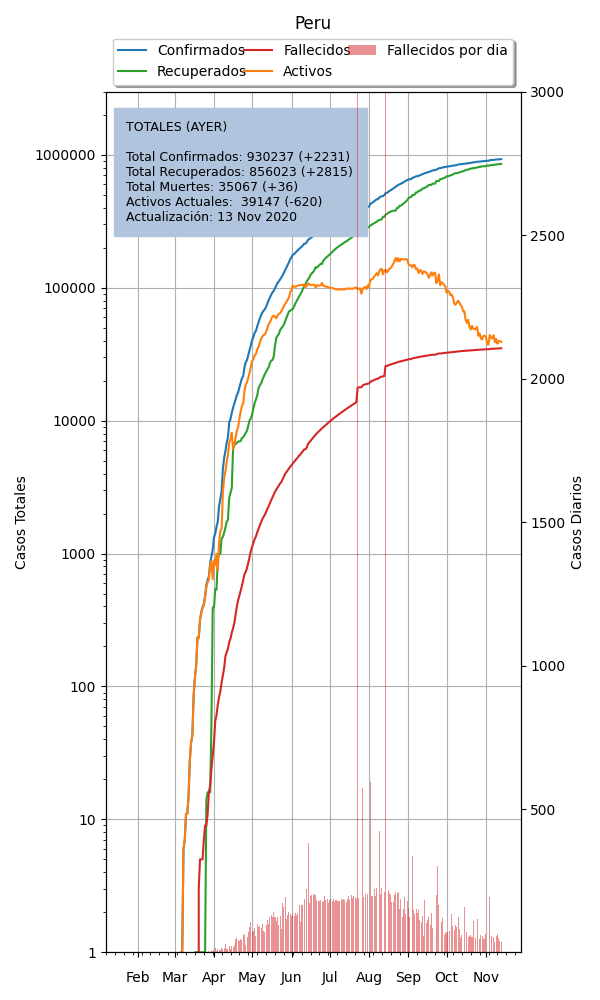 Peru
Confirmados Fallecidos Fallecidos por dia
Recuperados Activos
TOTALES (AYER)
Total Confirmados: 930237 (+2231)
Total Recuperados: 856023 (+2815)
Total Muertes: 35067 (+36)
Activos Actuales:  39147 (-620)
Actualización: 13 Nov 2020
Casos Totales
1000000
100000
10000
1000
100
10
1
3000
2500
2000
1500
1000
500
Casos Diarios
Feb Mar Apr May Jun Jul Aug Sep Oct Nov